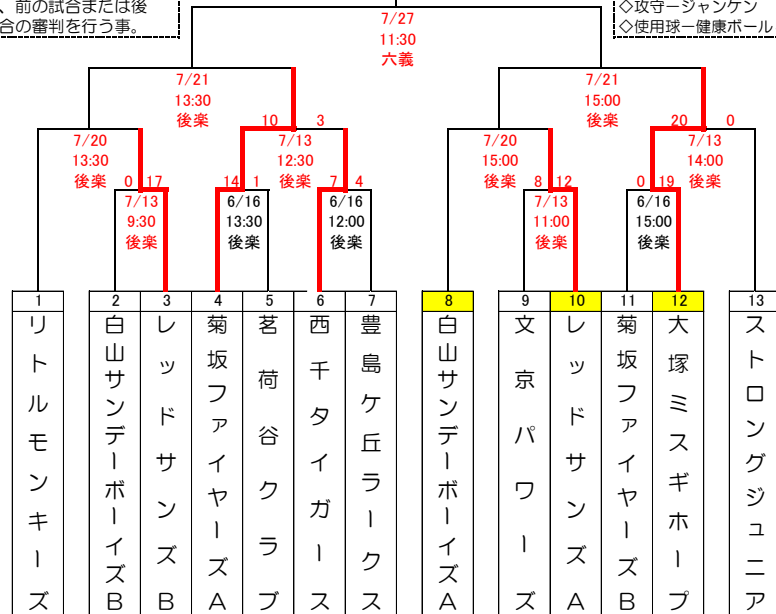 、前の試合または後
合の審判を行う事。
◇攻守ージャンケン
◇使用球ー健康ボール
7/27
11:30
六義
7/21
13:30
後楽
7/21
15:00
後楽
10 3
20 0
7/20
13:30
後楽
7/13
12:30
後楽
7/20
15:00
後楽
7/13
14:00
後楽
0 17
14 1
7 4
8 12
0 19
7/13
9:30
後楽
6/16
13:30
後楽
6/16
12:00
後楽
7/13
11:00
後楽
6/16
15:00
後楽
1
リトルモンキーズ
2
白山サンデーボーイズB
3
レッドサンズB
4
菊坂ファイヤーズA
5
茗荷谷クラブ
6
西千タイガース
7
豊島ケ丘ラークス
8
白山サンデーボーイズA
9
文京パワーズ
10
レッドサンズA
11
菊坂ファイヤーズB
12
大塚ミスギホープ
13
ストロングジュニア